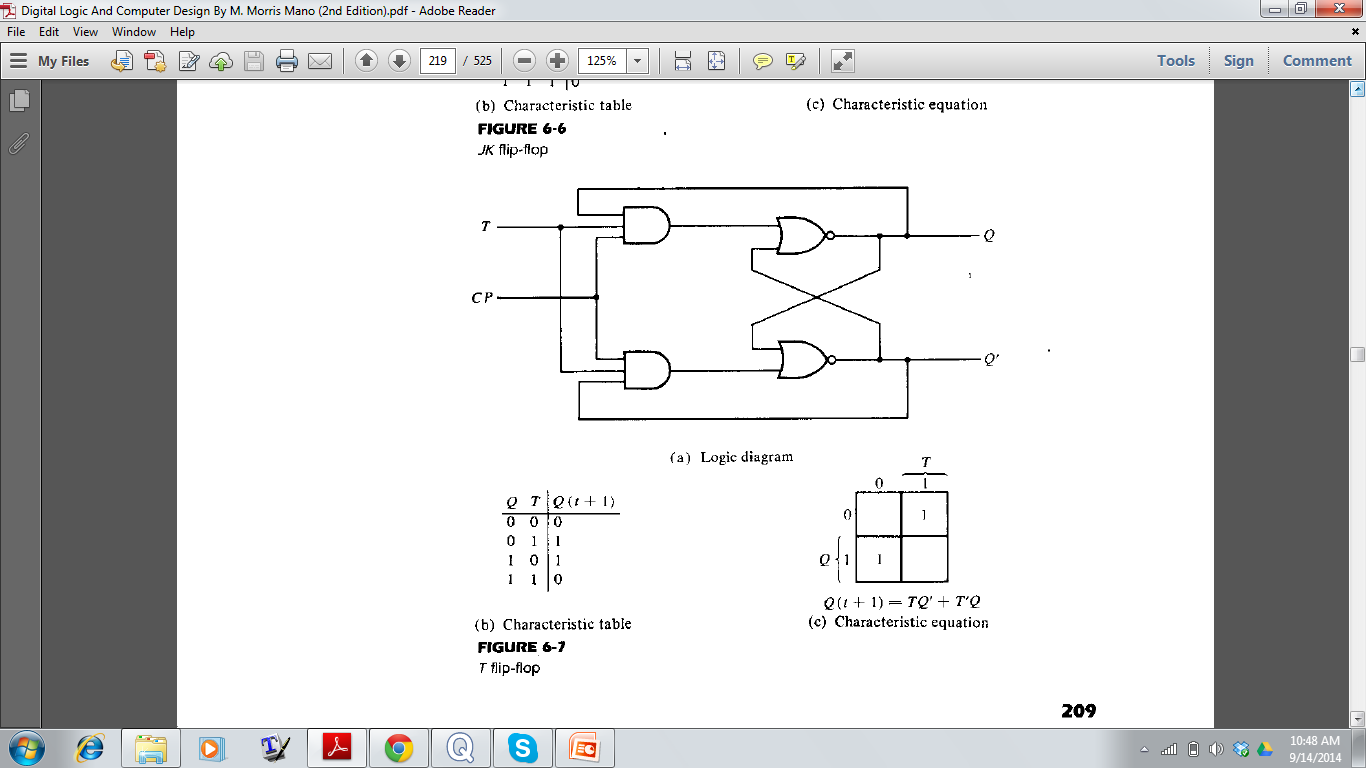 Digital Logic And Computer Design By M. Morris Mano (2nd Edition).pdf - Adobe Reader
File Edit View Window Help
My Files 219 / 525 125% Tools Sign Comment
1 1 1 0
(b) Characteristic table (c) Characteristic equation
FIGURE 6-6
JK flip-flop
T
Q
CP
Q'
(a) Logic diagram
T
0 1
Q T Q(t + 1)
0 0 0
0 1 1
1 0 1
1 1 0
0 1
Q 1 1
Q(t + 1) = TQ' + T'Q
(b) Characteristic table (c) Characteristic equation
FIGURE 6-7
T flip-flop
209
10:48 AM
9/14/2014